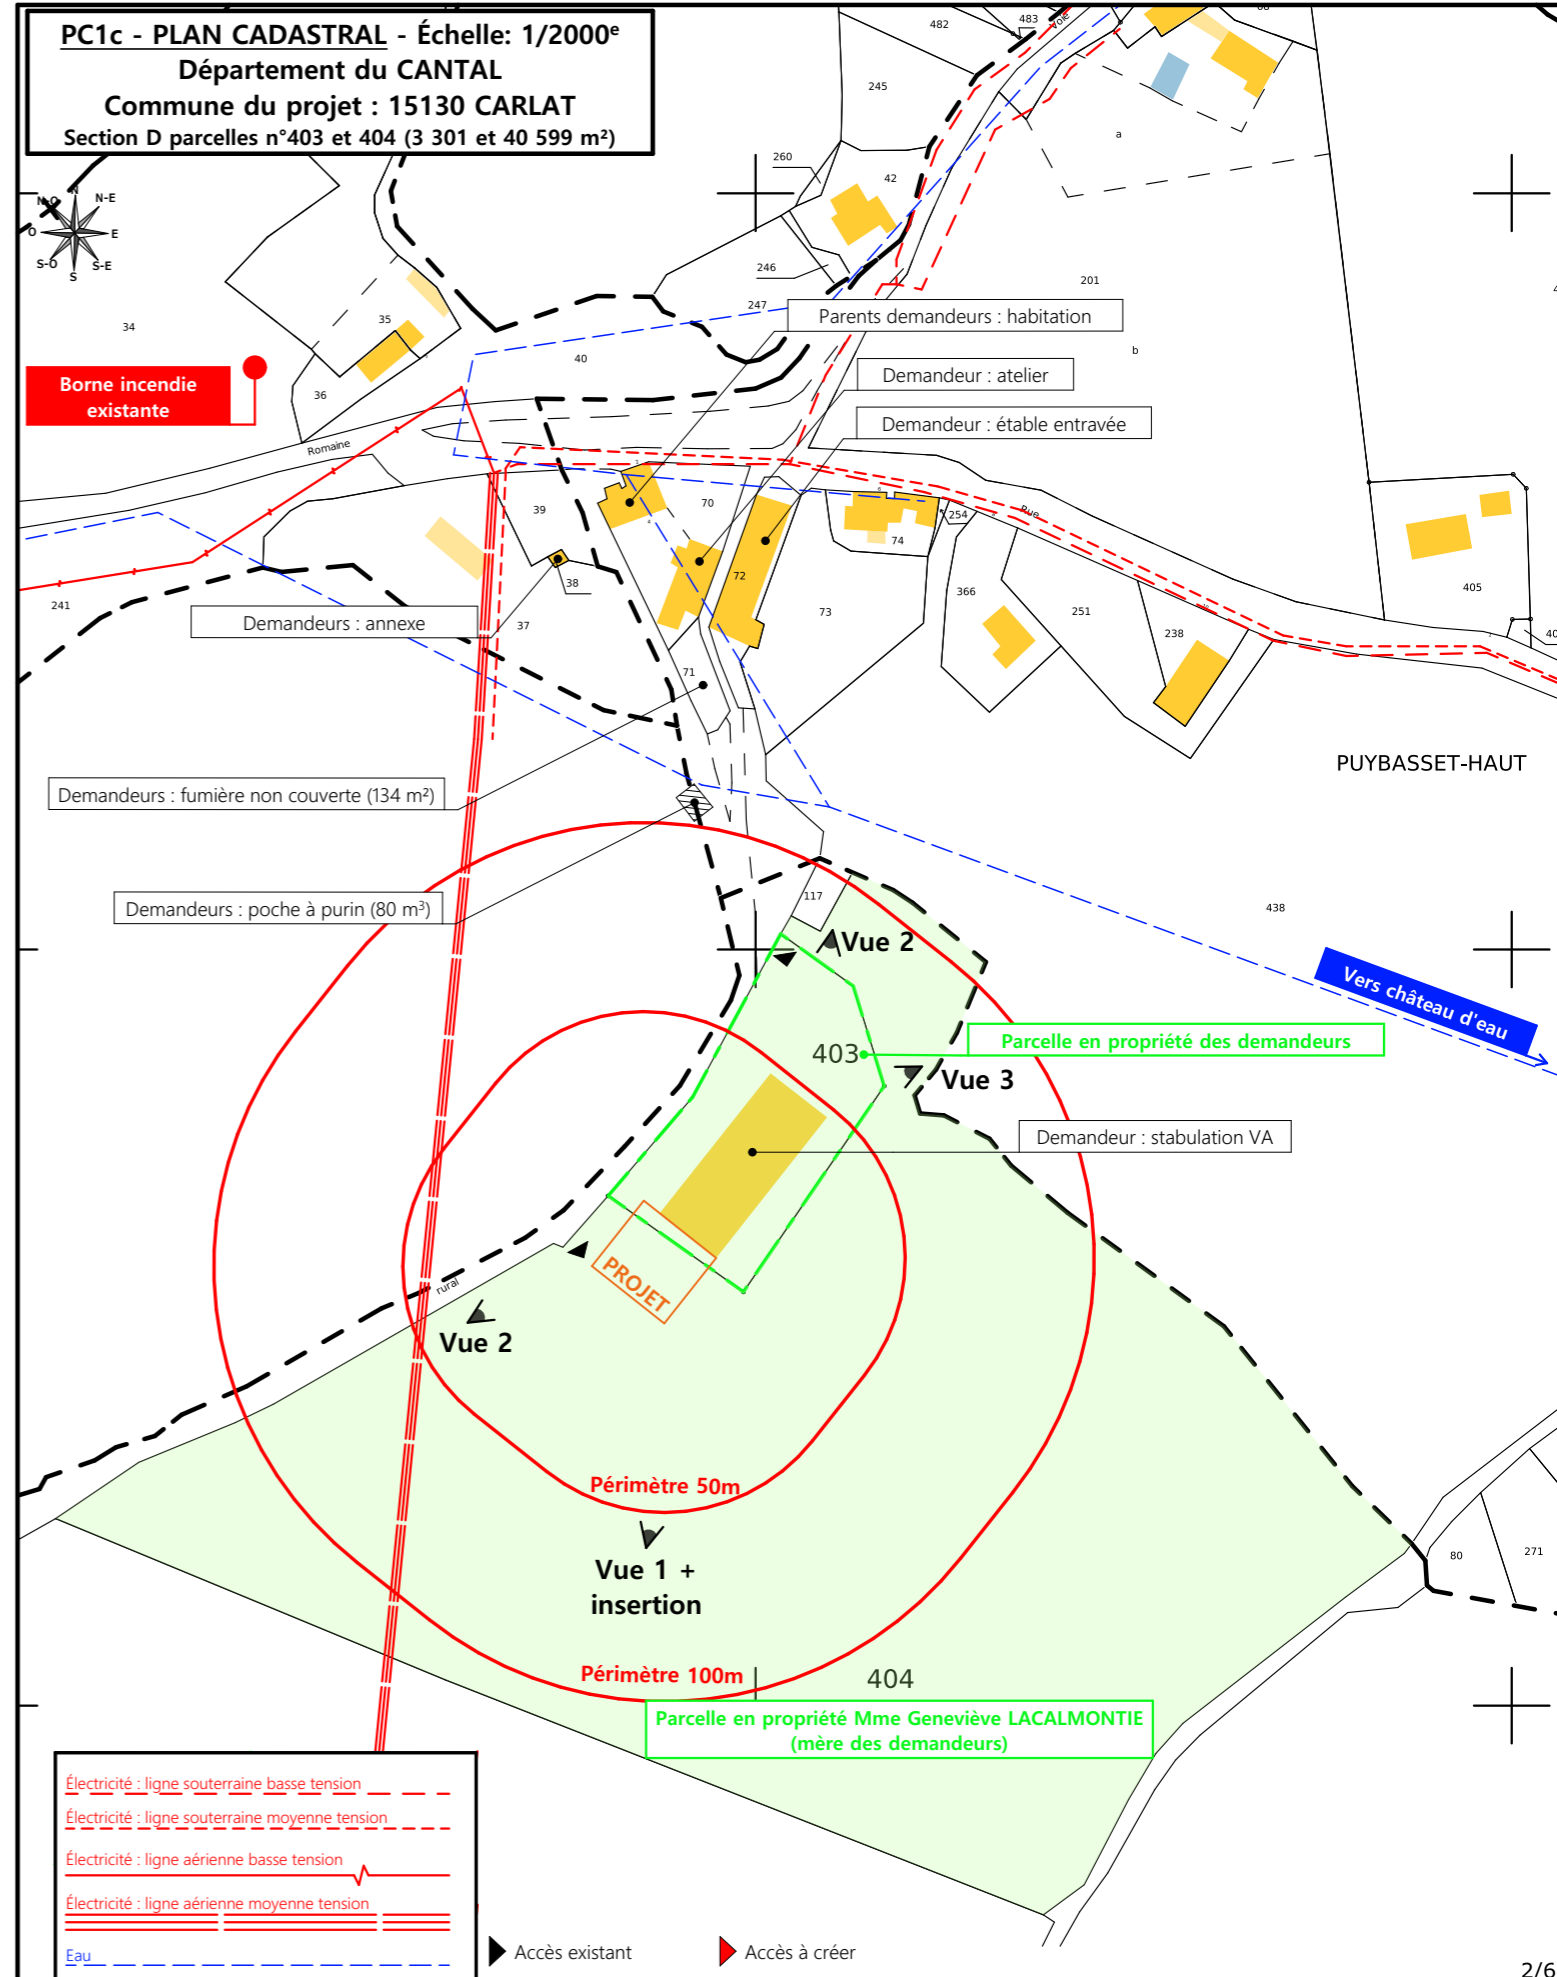 PC1c - PLAN CADASTRAL - Échelle: 1/2000e
Département du CANTAL
Commune du projet : 15130 CARLAT
Section D parcelles n°403 et 404 (3 301 et 40 599 m²)
482
483
Voie
245
a
260
42
N
N-O
N-E
O
E
S-O
S-E
S
246
247
201
34
35
40
b
36
Parents demandeurs : habitation
Borne incendie
existante
Demandeur : atelier
Demandeur : étable entravée
Romaine
39
70
Rue
254
74
72
38
366
73
251
238
405
241
37
Demandeurs : annexe
71
PUYBASSET-HAUT
Demandeurs : fumière non couverte (134 m²)
Demandeurs : poche à purin (80 m³)
117
438
Vue 2
Vers château d'eau
403
Parcelle en propriété des demandeurs
Vue 3
Demandeur : stabulation VA
PROJET
rural
Vue 2
Périmètre 50m
Vue 1 +
insertion
80
271
Périmètre 100m
404
Parcelle en propriété Mme Geneviève LACALMONTIE
(mère des demandeurs)
Électricité : ligne souterraine basse tension
Électricité : ligne souterraine moyenne tension
Électricité : ligne aérienne basse tension
Électricité : ligne aérienne moyenne tension
Eau
Accès existant
Accès à créer
2/6